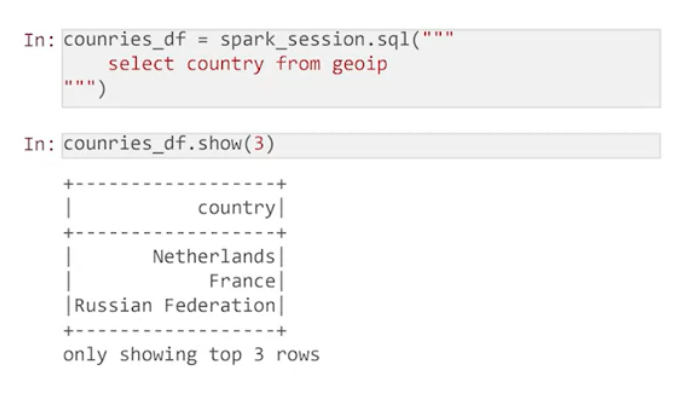 In: counries_df = spark_session.sql("""
    select country from geoip
""")
In: counries_df.show(3)
+------------------+
|           country|
+------------------+
|       Netherlands|
|            France|
|Russian Federation|
+------------------+
only showing top 3 rows